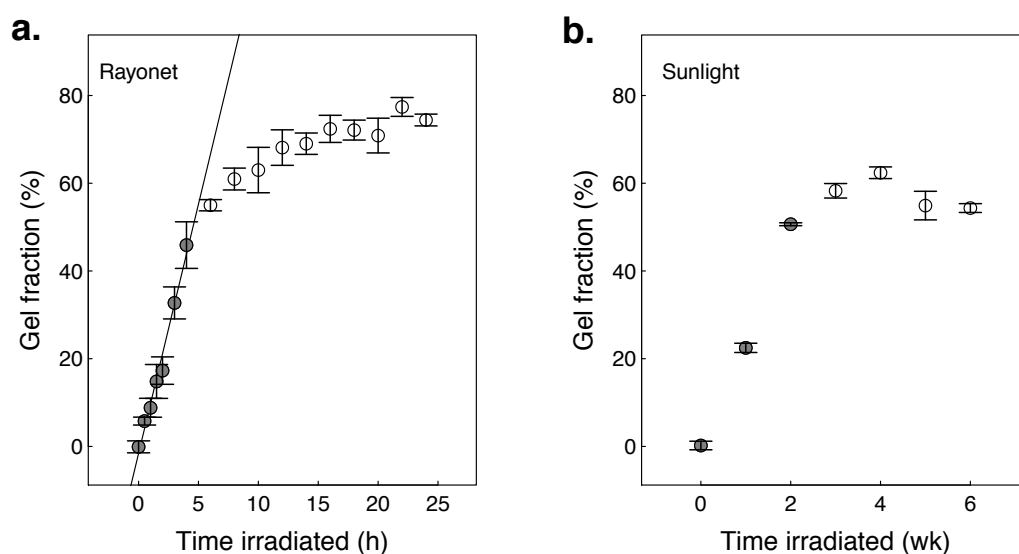 a.
Rayonet
Gel fraction (%)
80
60
40
20
0
0 5 10 15 20 25
Time irradiated (h)
b.
Sunlight
Gel fraction (%)
80
60
40
20
0
0 2 4 6
Time irradiated (wk)